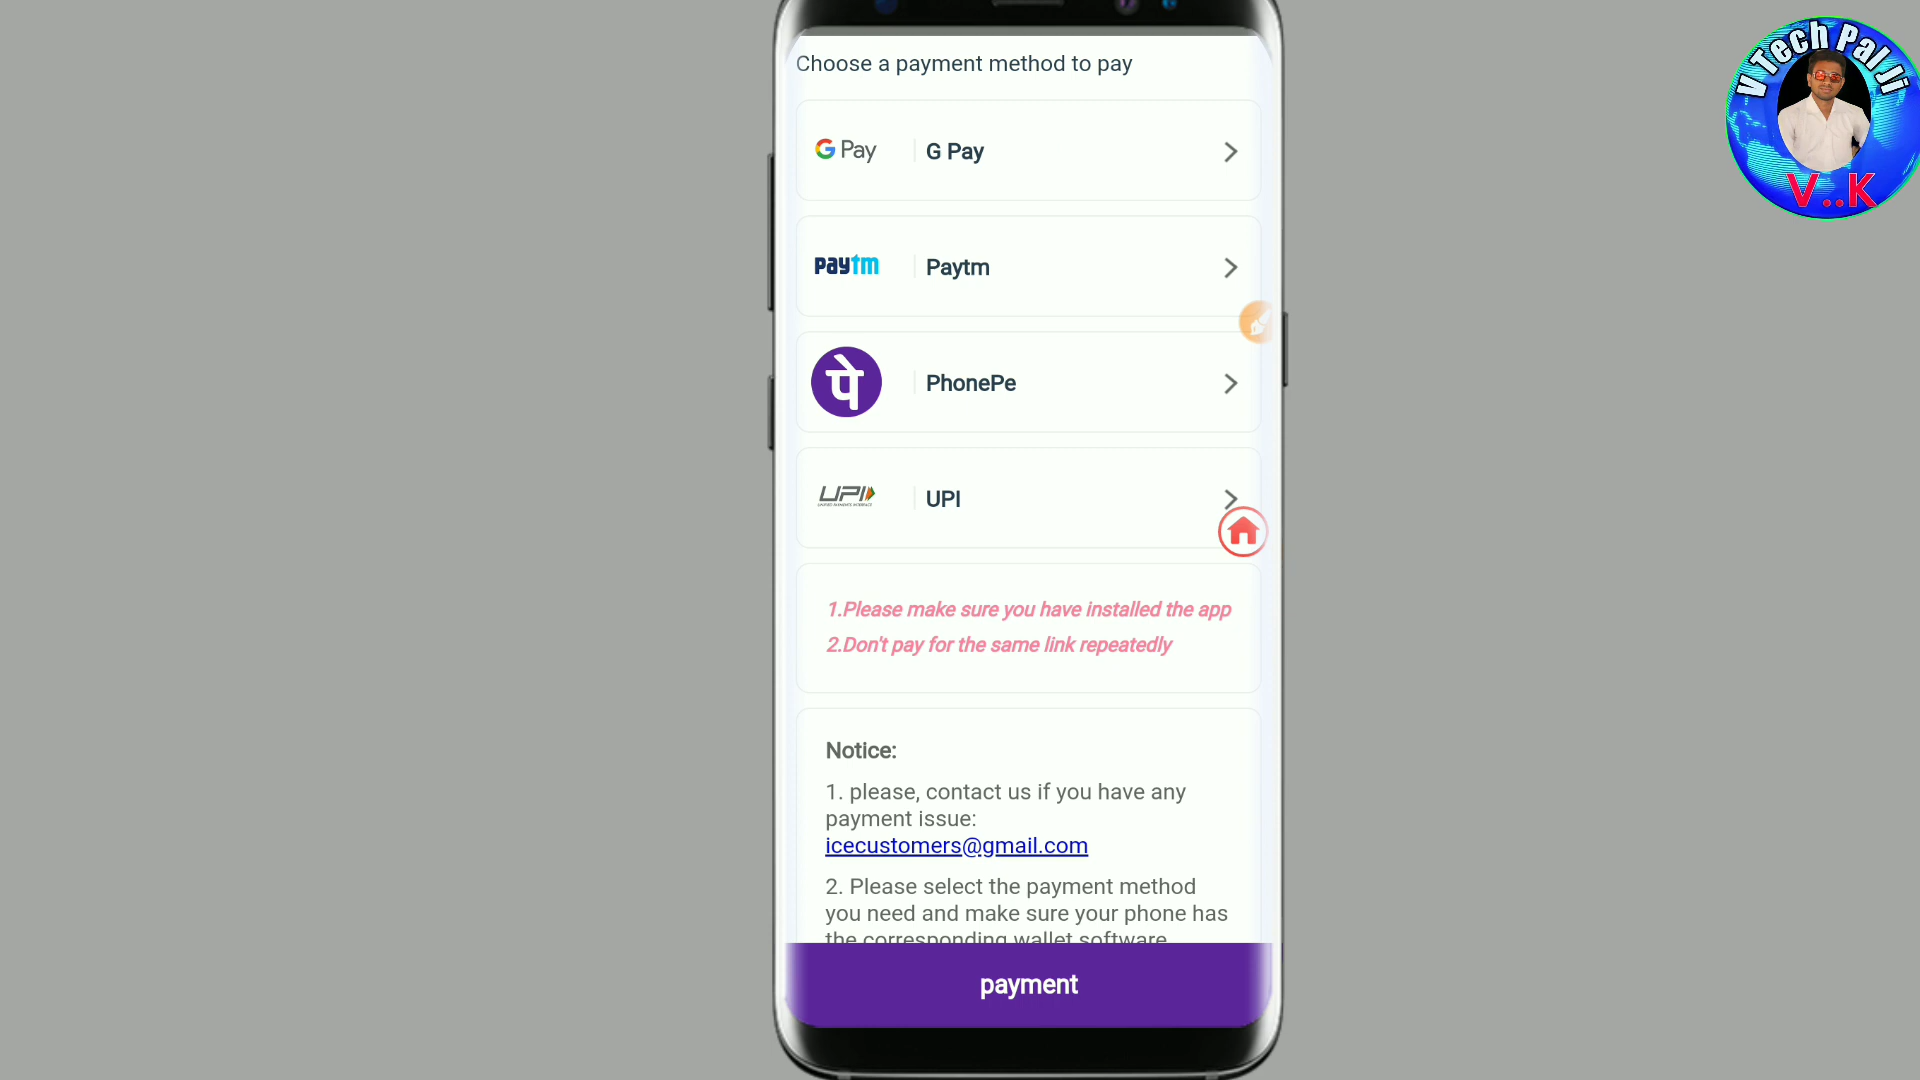 Choose a payment method to pay
G Pay
G Pay
paytm
Paytm
पे
PhonePe
UPI
UNIFIED PAYMENTS INTERFACE
UPI
1.Please make sure you have installed the app
2.Don't pay for the same link repeatedly
Notice:
1. please, contact us if you have any
payment issue:
icecustomers@gmail.com
2. Please select the payment method
you need and make sure your phone has
the corresponding wallet software
payment
V Tech Pal Ji
V..K